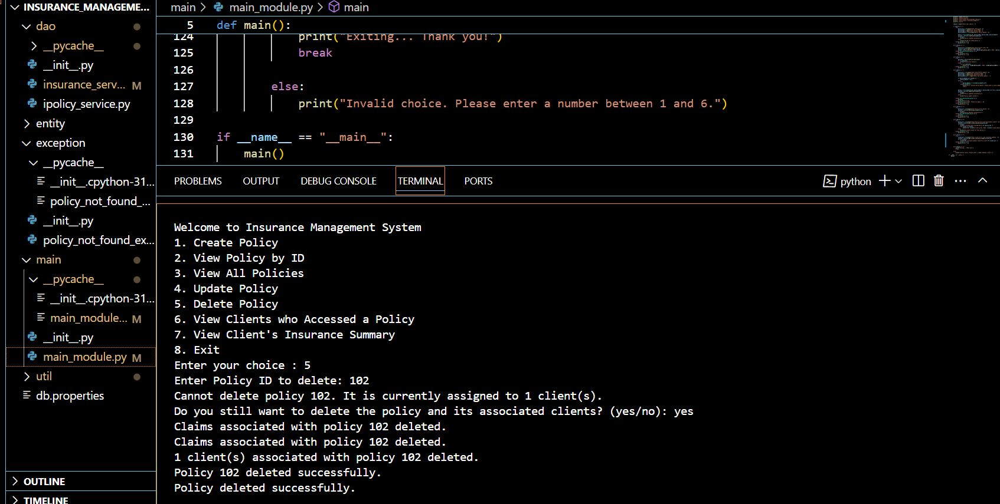 INSURANCE_MANAGEME...
dao
__pycache__
__init__.py
insurance_serv... M
ipolicy_service.py
entity
exception
__pycache__
__init__.cpython-31...
policy_not_found_...
__init__.py
policy_not_found_ex...
main
__pycache__
__init__.cpython-31...
main_module... M
__init__.py
main_module.py M
util
db.properties
OUTLINE
TIMELINE
main > main_module.py > main
5 def main():
124 print("Exiting... Thank you!")
125 break
126
127 else:
128 print("Invalid choice. Please enter a number between 1 and 6.")
129
130 if __name__ == "__main__":
131 main()
PROBLEMS OUTPUT DEBUG CONSOLE TERMINAL PORTS python
Welcome to Insurance Management System
1. Create Policy
2. View Policy by ID
3. View All Policies
4. Update Policy
5. Delete Policy
6. View Clients who Accessed a Policy
7. View Client's Insurance Summary
8. Exit
Enter your choice : 5
Enter Policy ID to delete: 102
Cannot delete policy 102. It is currently assigned to 1 client(s).
Do you still want to delete the policy and its associated clients? (yes/no): yes
Claims associated with policy 102 deleted.
Claims associated with policy 102 deleted.
1 client(s) associated with policy 102 deleted.
Policy 102 deleted successfully.
Policy deleted successfully.